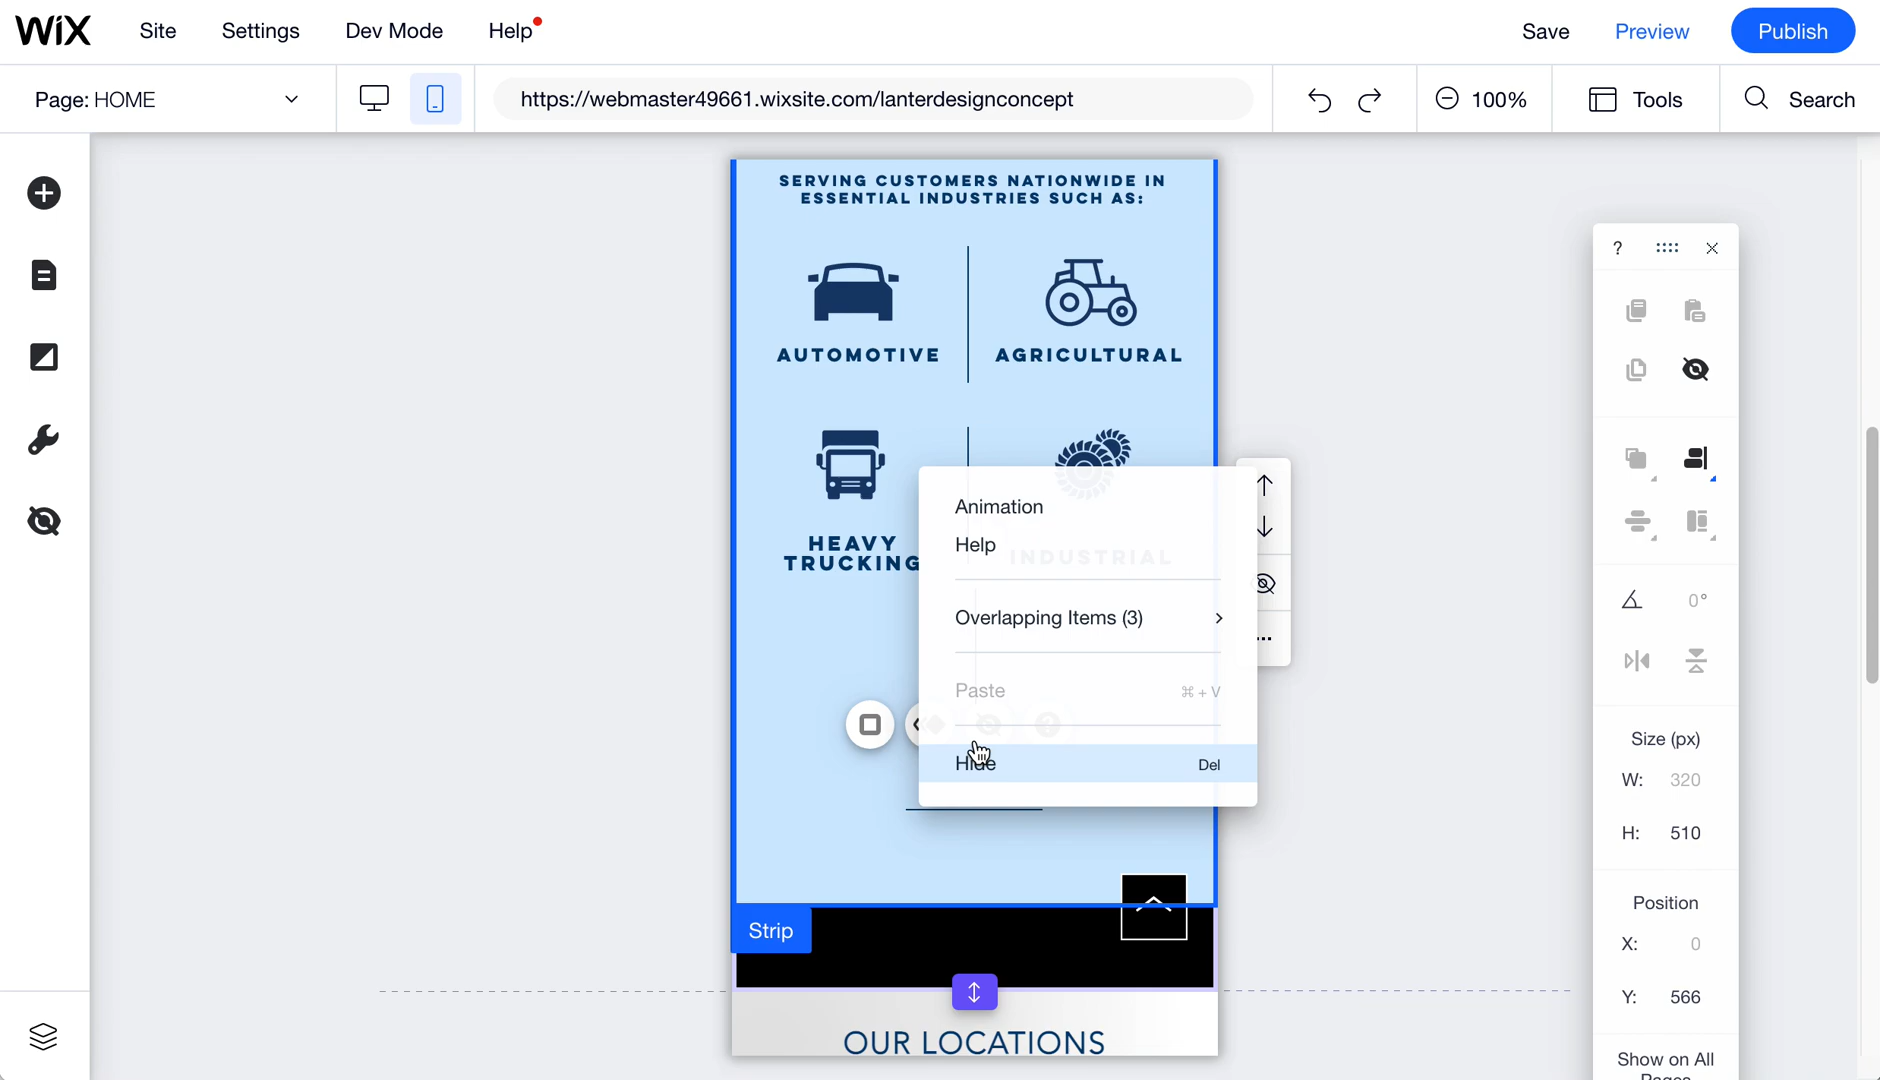 WIX
Site
Settings
Dev Mode
Help
Save
Preview
Publish
Page: HOME
https://webmaster49661.wixsite.com/lanterdesignconcept
100%
Tools
Search
SERVING CUSTOMERS NATIONWIDE IN
ESSENTIAL INDUSTRIES SUCH AS:
AUTOMOTIVE
AGRICULTURAL
HEAVY
TRUCKING
INDUSTRIAL
Animation
Help
Overlapping Items (3)
Paste
⌘ + V
Hide
Del
Strip
OUR LOCATIONS
?
0°
Size (px)
W: 320
H: 510
Position
X: 0
Y: 566
Show on All
Pages